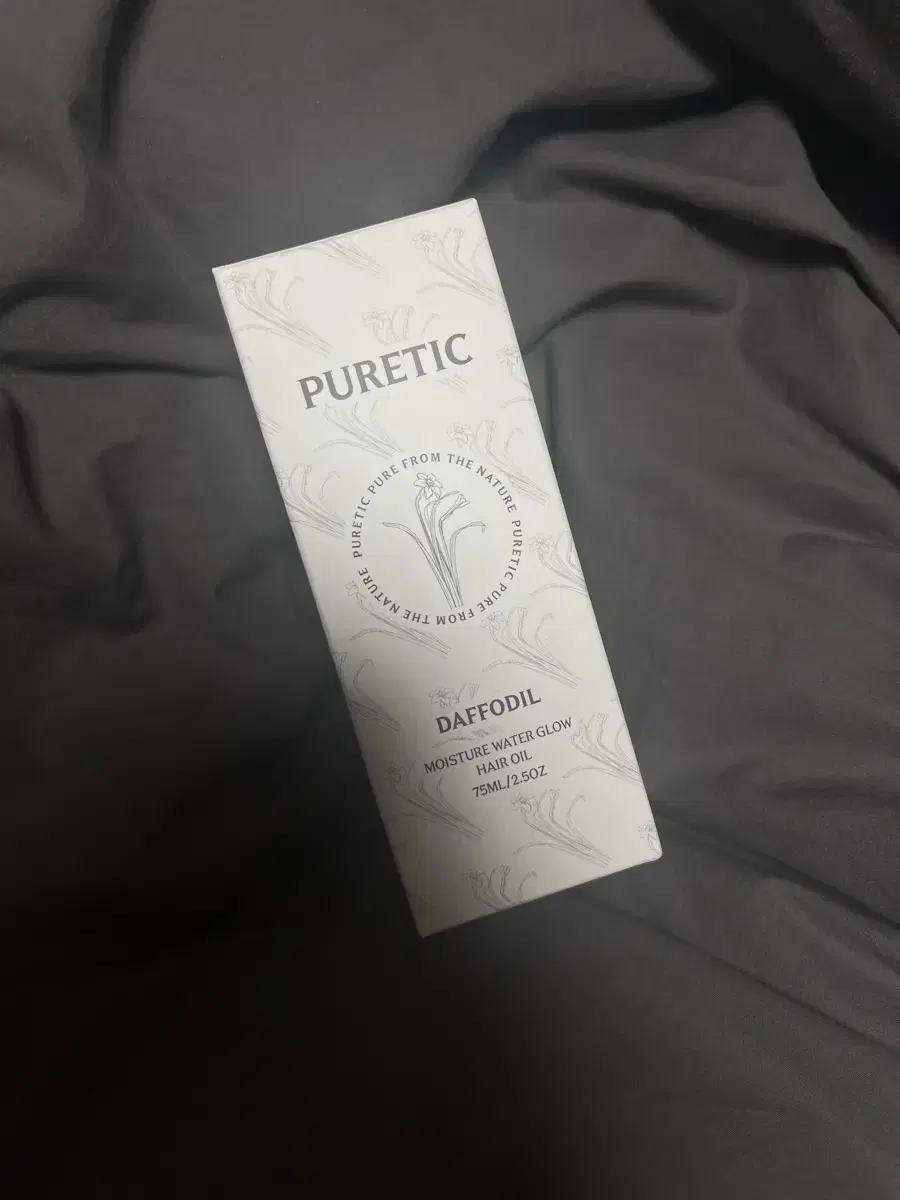 PURETIC
PURETIC PURE FROM THE NATURE PURETIC PURE FROM THE NATURE
DAFFODIL
MOISTURE WATER GLOW
HAIR OIL
75ML/2.5OZ